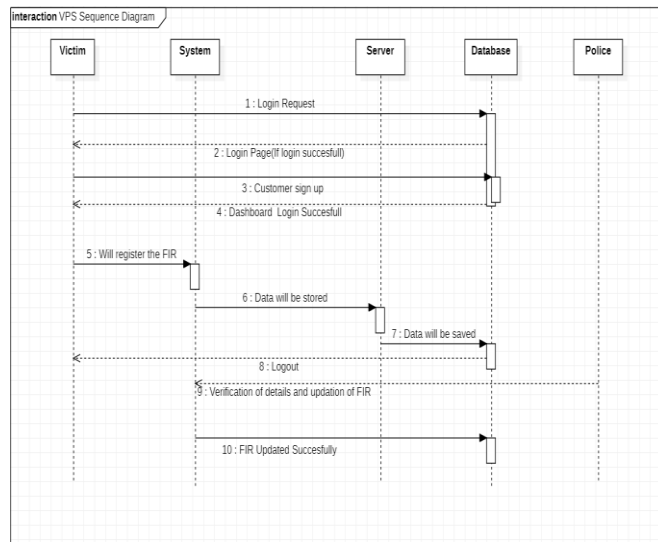 interaction VPS Sequence Diagram
Victim
System
Server
Database
Police
1 : Login Request
2 : Login Page(If login succesfull)
3 : Customer sign up
4 : Dashboard Login Succesfull
5 : Will register the FIR
6 : Data will be stored
7 : Data will be saved
8 : Logout
9 : Verification of details and updation of FIR
10 : FIR Updated Succesfully